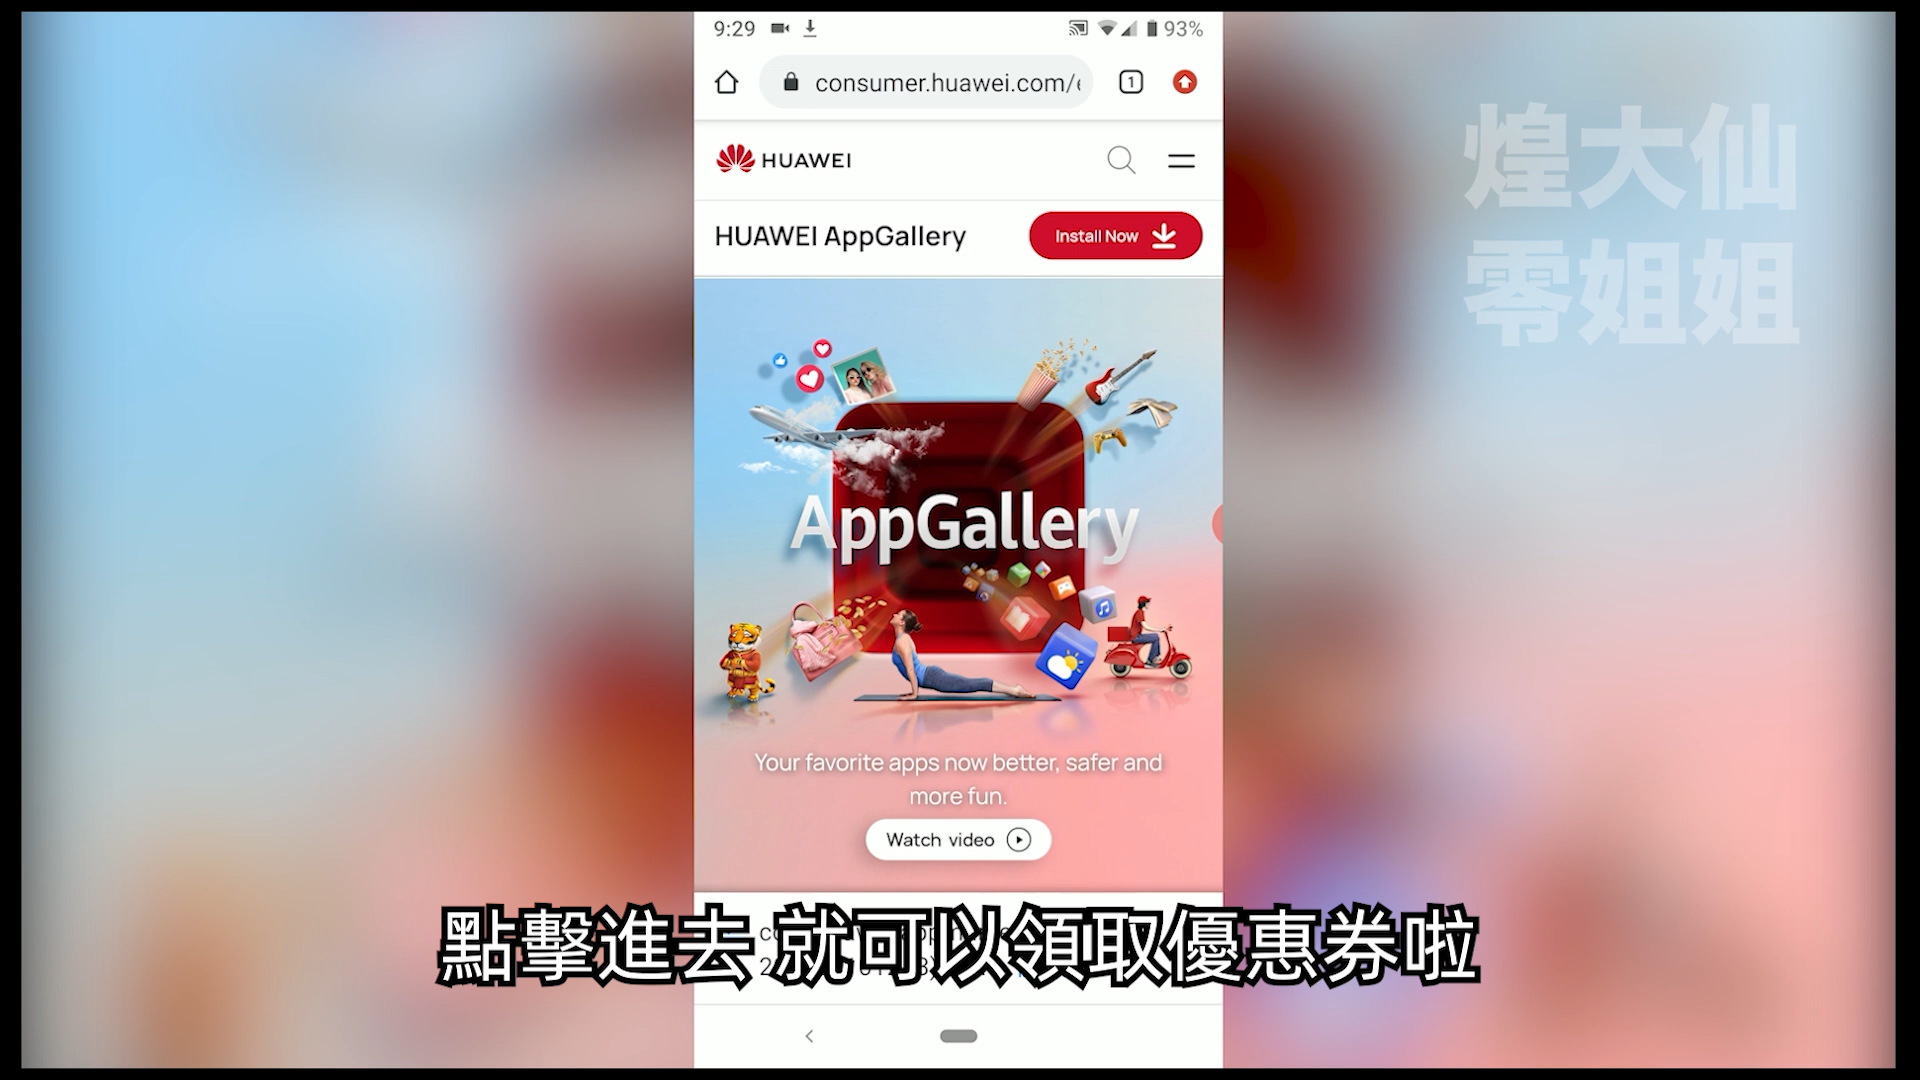 9:29
93%
consumer.huawei.com/
1
HUAWEI
HUAWEI AppGallery
Install Now
煌大仙
零姐姐
AppGallery
Your favorite apps now better, safer and
more fun.
Watch video
點擊進去 就可以領取優惠券啦